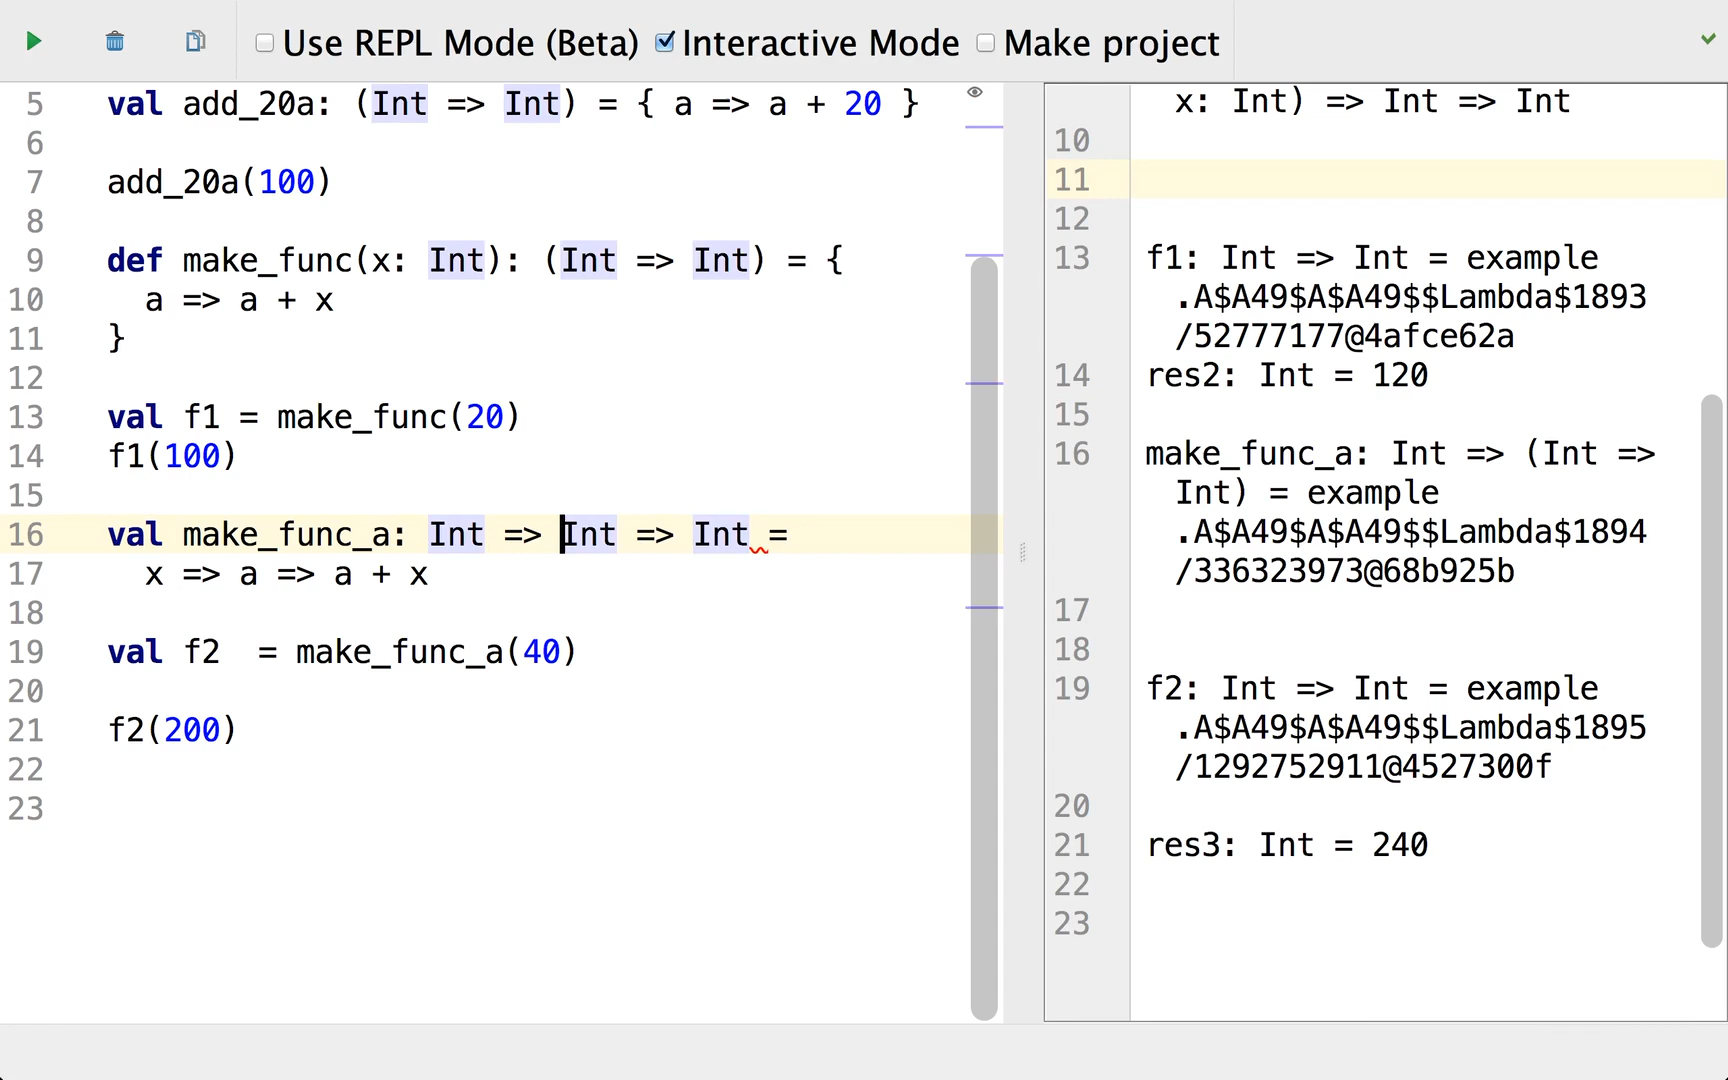 Use REPL Mode (Beta) Interactive Mode Make project
5 val add_20a: (Int => Int) = { a => a + 20 }
6
7 add_20a(100)
8
9 def make_func(x: Int): (Int => Int) = {
10 a => a + x
11 }
12
13 val f1 = make_func(20)
14 f1(100)
15
16 val make_func_a: Int => Int => Int =
17 x => a => a + x
18
19 val f2  = make_func_a(40)
20
21 f2(200)
22
23
x: Int) => Int => Int
10
11
12
13 f1: Int => Int = example
.A$A49$A$A49$$Lambda$1893
/52777177@4afce62a
14 res2: Int = 120
15
16 make_func_a: Int => (Int =>
Int) = example
.A$A49$A$A49$$Lambda$1894
/336323973@68b925b
17
18
19 f2: Int => Int = example
.A$A49$A$A49$$Lambda$1895
/1292752911@4527300f
20
21 res3: Int = 240
22
23